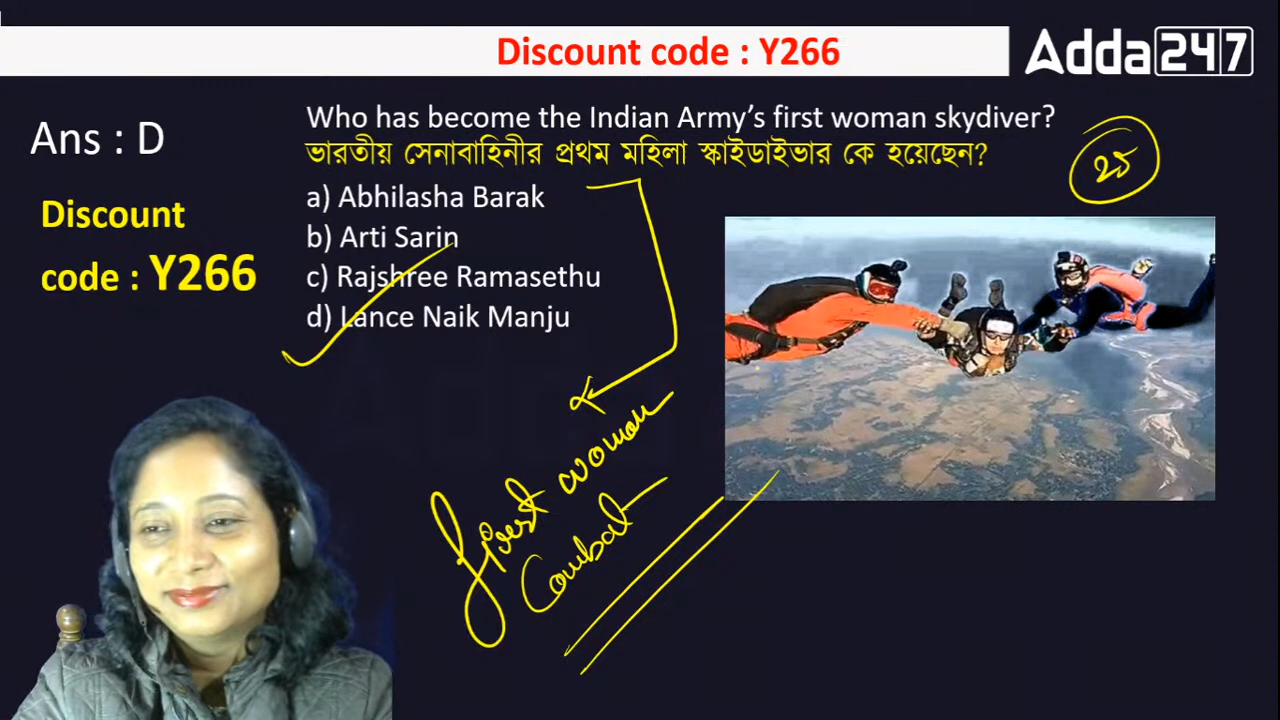 Discount code : Y266
Adda247
Ans : D
Discount
code : Y266
Who has become the Indian Army's first woman skydiver?
ভারতীয় সেনাবাহিনীর প্রথম মহিলা স্কাইডাইভার কে হয়েছেন?
a) Abhilasha Barak
b) Arti Sarin
c) Rajshree Ramasethu
d) Lance Naik Manju
first woman
Combat